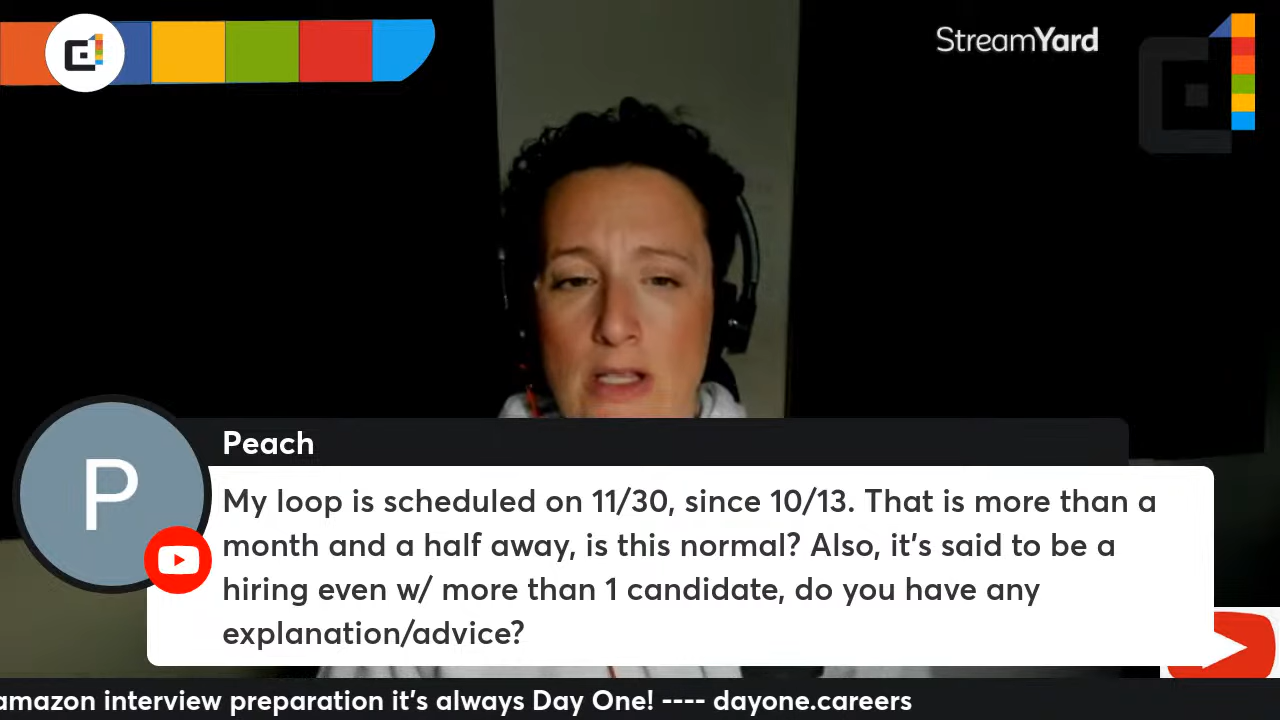 StreamYard
Peach
P
My loop is scheduled on 11/30, since 10/13. That is more than a
month and a half away, is this normal? Also, it's said to be a
hiring even w/ more than 1 candidate, do you have any
explanation/advice?
amazon interview preparation it's always Day One! ---- dayone.careers